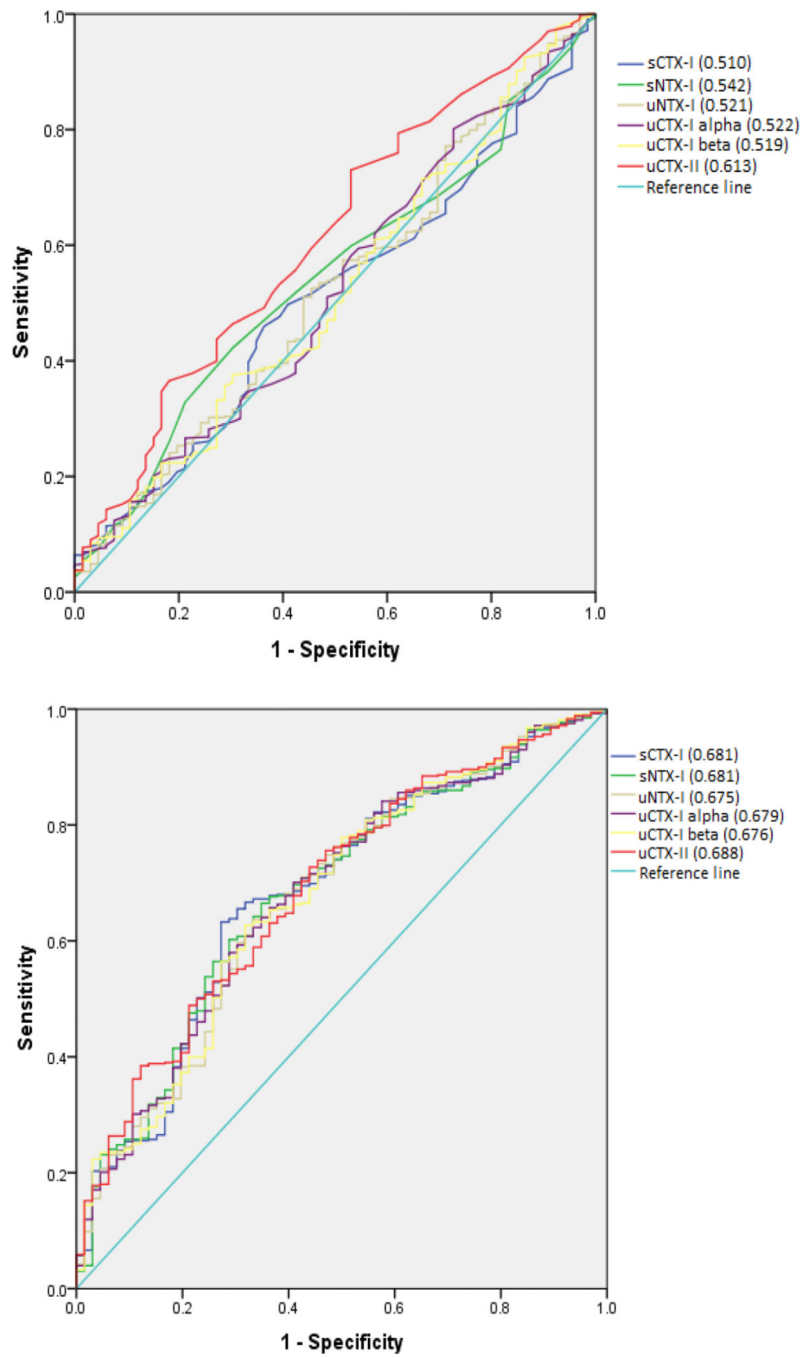 1.0
0.8
0.6
0.4
0.2
0.0
Sensitivity
0.0 0.2 0.4 0.6 0.8 1.0
1 - Specificity
sCTX-I (0.510)
sNTX-I (0.542)
uNTX-I (0.521)
uCTX-I alpha (0.522)
uCTX-I beta (0.519)
uCTX-II (0.613)
Reference line
1.0
0.8
0.6
0.4
0.2
0.0
Sensitivity
0.0 0.2 0.4 0.6 0.8 1.0
1 - Specificity
sCTX-I (0.681)
sNTX-I (0.681)
uNTX-I (0.675)
uCTX-I alpha (0.679)
uCTX-I beta (0.676)
uCTX-II (0.688)
Reference line